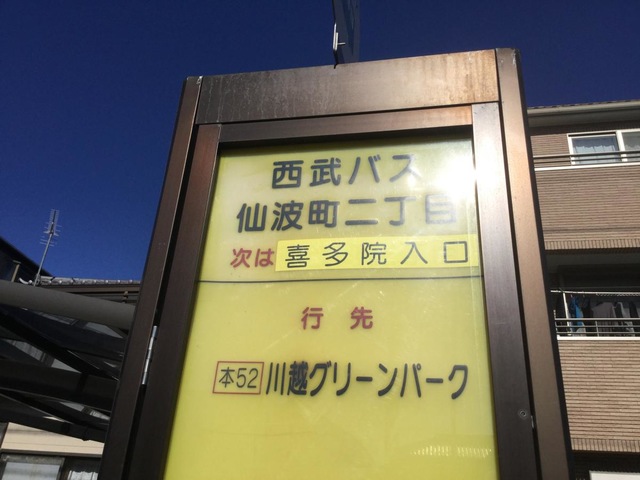 西武バス
仙波町二丁目
次は 喜多院入口
行先
本52 川越グリーンパーク